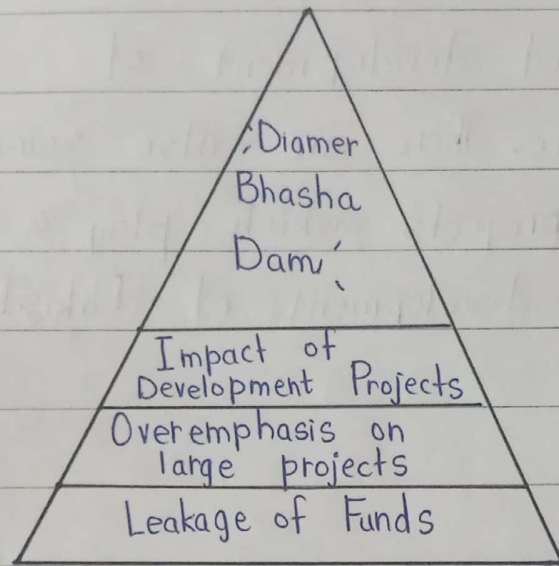 Diamer
Bhasha
Dam
Impact of
Development Projects
Overemphasis on
large projects
Leakage of Funds